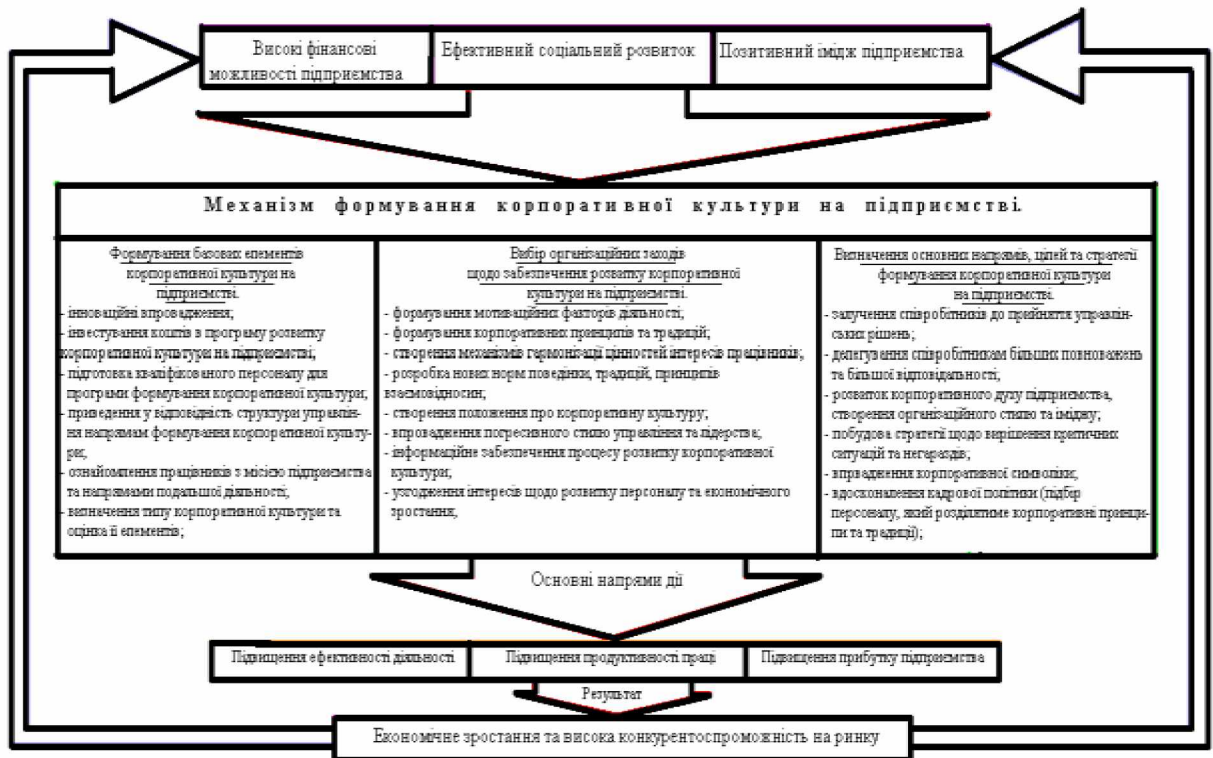 Високі фінансові
можливості підприємства
Ефективний соціальний розвиток
Позитивний імідж підприємства
Механізм формування корпоративної культури на підприємстві.
Формування базових елементів
корпоративної культури на
підприємстві.
- інноваційні впровадження;
- інвестування коштів в програму розвитку
корпоративної культури на підприємстві;
- підготовка кваліфікованого персоналу для
програми формування корпоративної культури;
- приведення у відповідність структури управлін-
ня напрямам формування корпоративної культу-
ри;
- ознайомлення працівників з місією підприємства
та напрямами подальшої діяльності;
- визначення типу корпоративної культури та
оцінка її елементів;
Вибір організаційних заходів
щодо забезпечення розвитку корпоративної
культури на підприємстві.
- формування мотиваційних факторів діяльності;
- формування корпоративних принципів та традицій;
- створення механізмів гармонізації цінностей інтересів працівників;
- розробка нових норм поведінки, традицій, принципів
взаємовідносин;
- створення положення про корпоративну культуру;
- впровадження погресивного стилю управління та лідерства;
- інформаційне забезпечення процесу розвитку корпоративної
культури;
- узгодження інтересів щодо розвитку персоналу та економічного
зростання;
Визначення основних напрямів, цілей та стратегії
формування корпоративної культури
на підприємстві.
- залучення співробітників до прийняття управлін-
ських рішень;
- делегування співробітникам більших повноважень
та більшої відповідальності;
- розвиток корпоративного духу підприємства,
створення організаційного стилю та іміджу;
- побудова стратегії щодо вирішення критичних
ситуацій та негараздів;
- впрвадження корпоративної символіки;
- вдосконалення кадрової політики (підбір
персоналу, який розділятиме корпоративні принци-
пи та традиції);
Основні напрями дії
Підвищення ефективності діяльності
Підвищення продуктивності праці
Підвищення прибутку підприємства
Результат
Економічне зростання та висока конкурентоспроможність на ринку